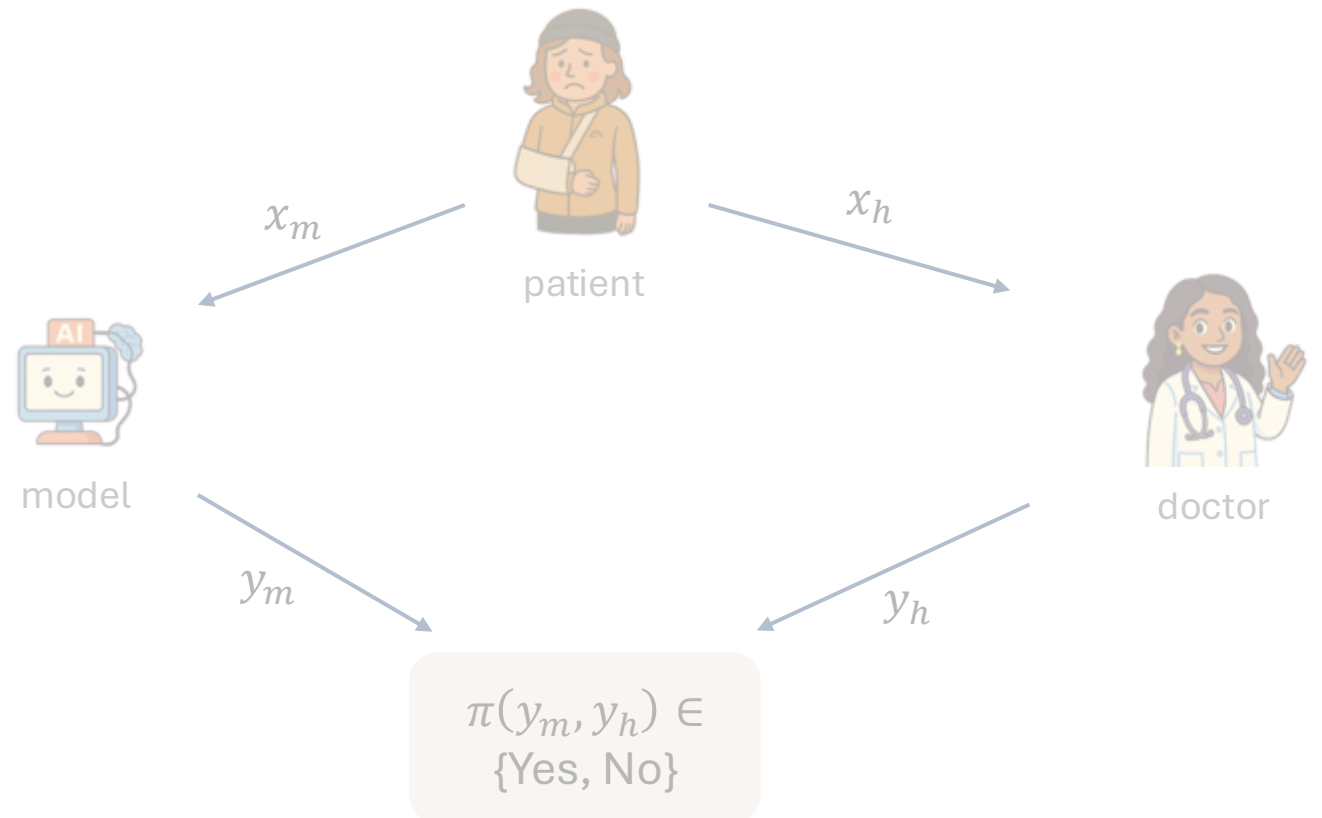 x_m
x_h
patient
AI
model
doctor
y_m
y_h
π(y_m, y_h) ∈
{Yes, No}